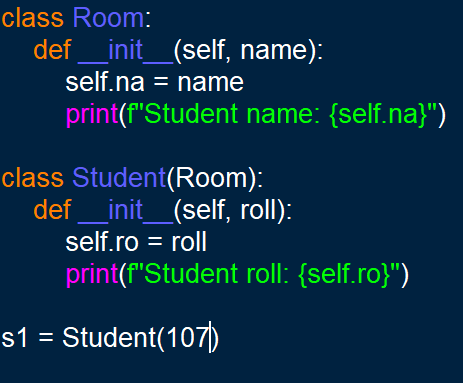 class Room:
    def __init__(self, name):
        self.na = name
        print(f"Student name: {self.na}")

class Student(Room):
    def __init__(self, roll):
        self.ro = roll
        print(f"Student roll: {self.ro}")

s1 = Student(107)